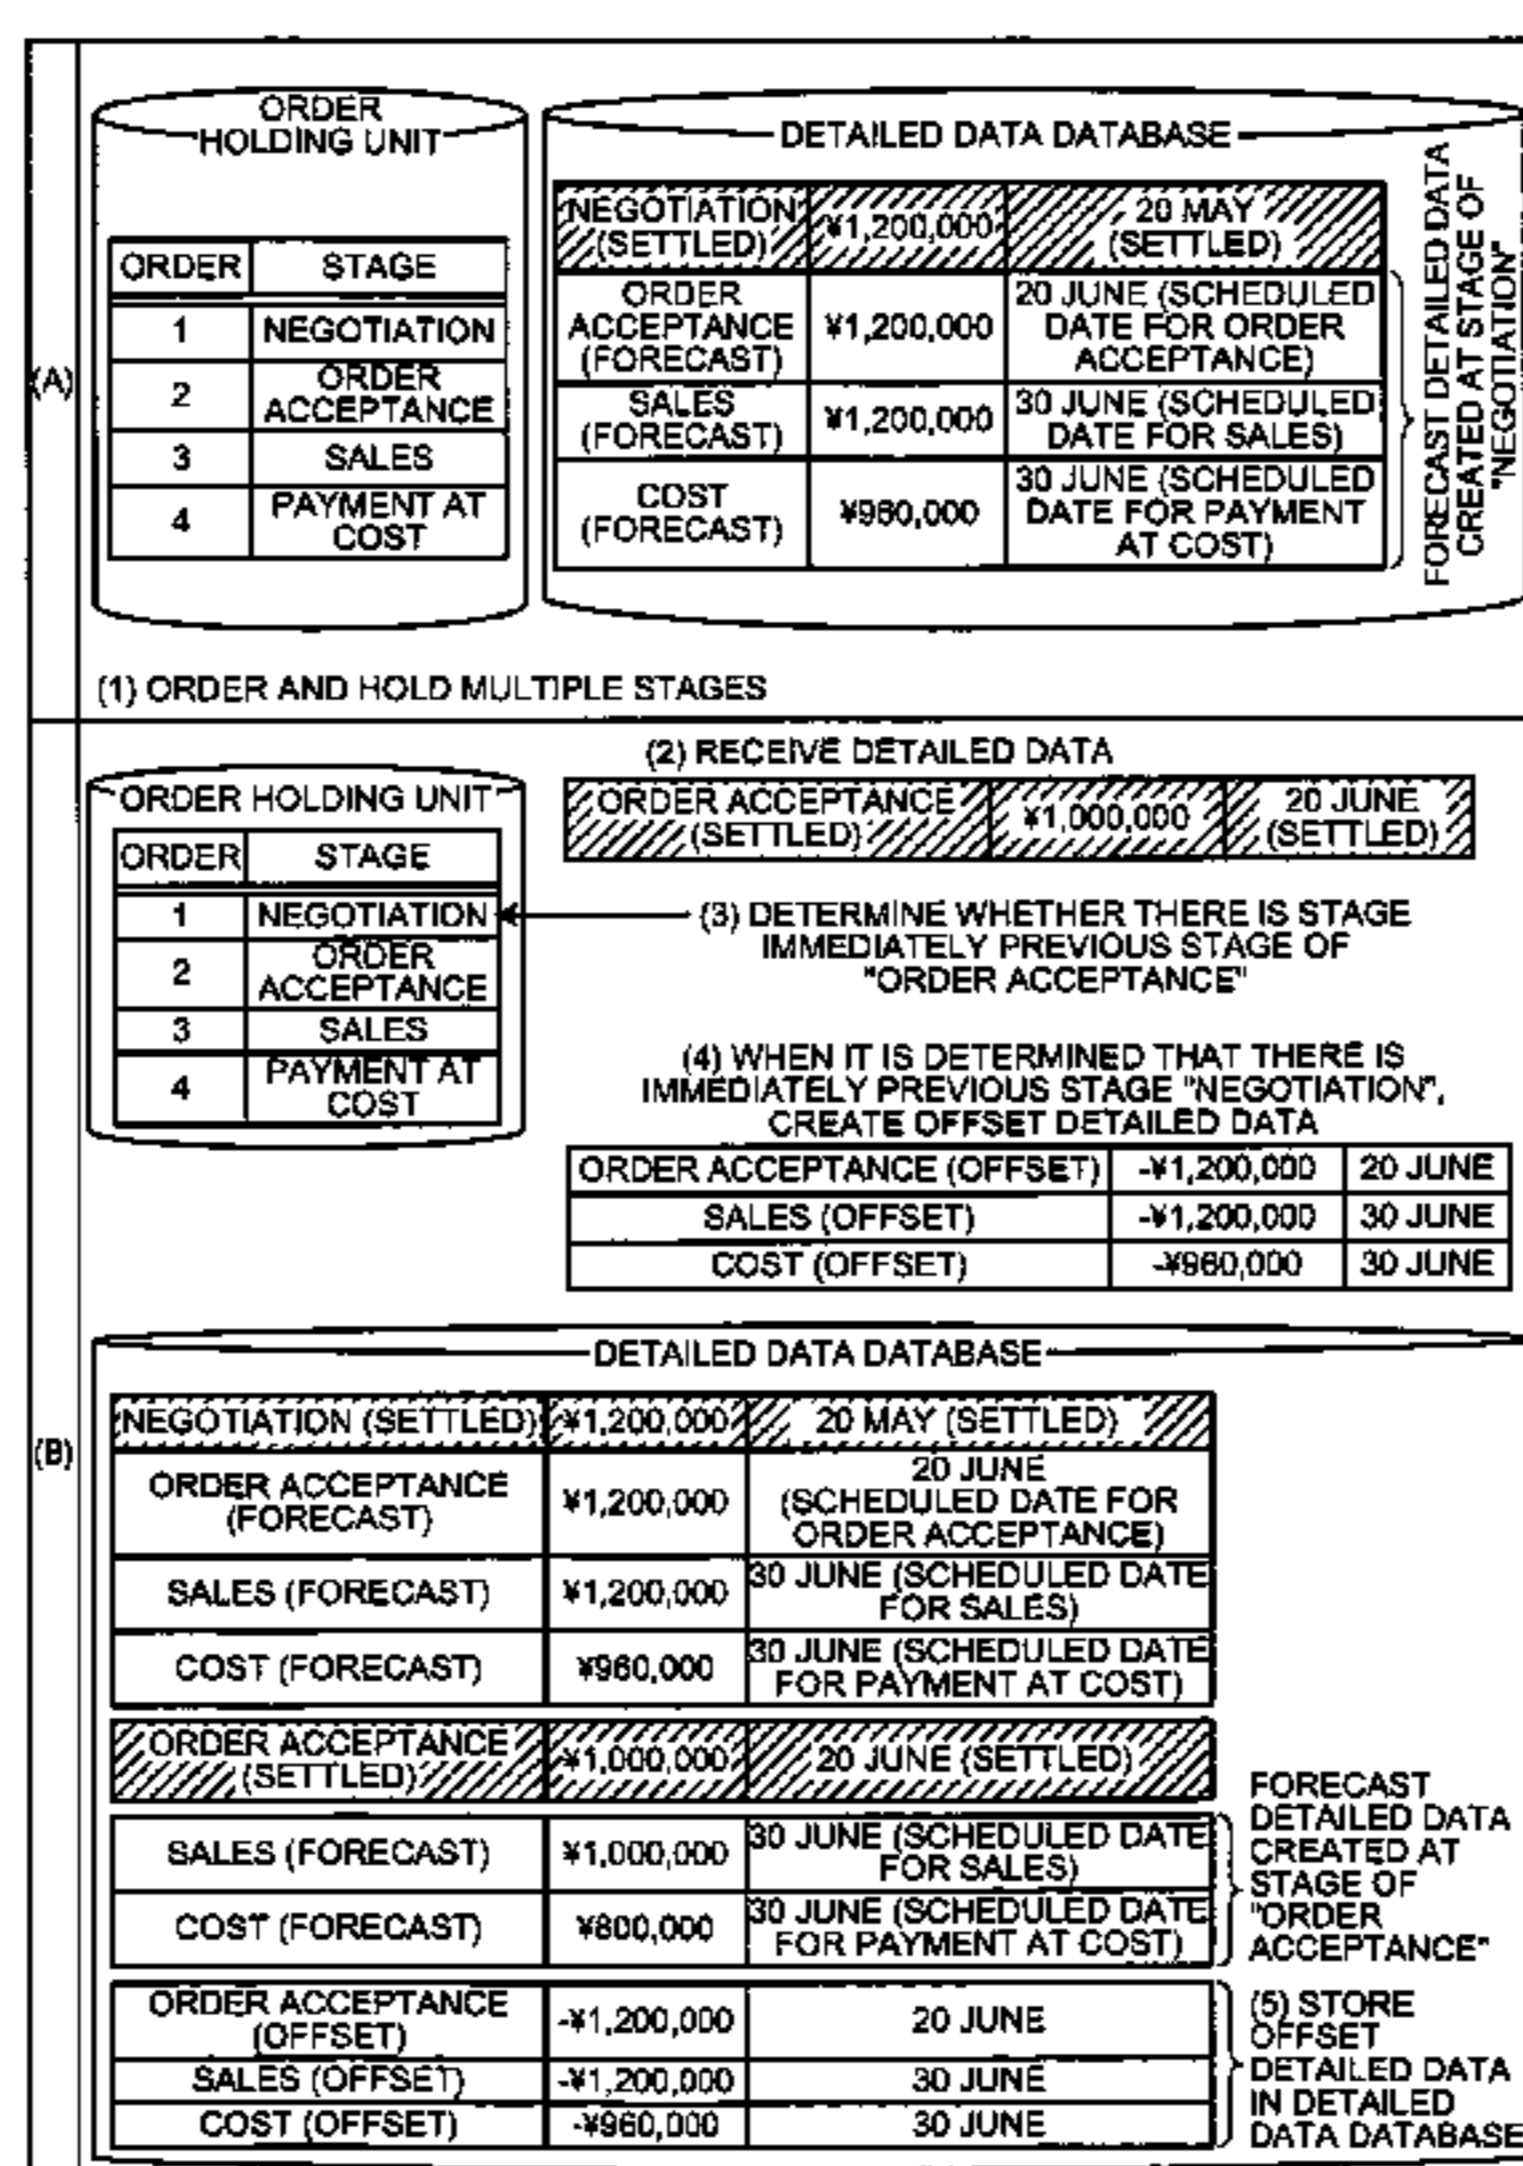 (A)
ORDER
HOLDING UNIT
ORDER STAGE
1 NEGOTIATION
2 ORDER
ACCEPTANCE
3 SALES
4 PAYMENT AT
COST
DETAILED DATA DATABASE
NEGOTIATION
(SETTLED)
¥1,200,000
20 MAY
(SETTLED)
ORDER
ACCEPTANCE
(FORECAST)
¥1,200,000
20 JUNE (SCHEDULED
DATE FOR ORDER
ACCEPTANCE)
SALES
(FORECAST)
¥1,200,000
30 JUNE (SCHEDULED
DATE FOR SALES)
COST
(FORECAST)
¥960,000
30 JUNE (SCHEDULED
DATE FOR PAYMENT
AT COST)
FORECAST DETAILED DATA
CREATED AT STAGE OF
"NEGOTIATION"
(1) ORDER AND HOLD MULTIPLE STAGES
(B)
ORDER HOLDING UNIT
ORDER STAGE
1 NEGOTIATION
2 ORDER
ACCEPTANCE
3 SALES
4 PAYMENT AT
COST
(2) RECEIVE DETAILED DATA
ORDER ACCEPTANCE
(SETTLED)
¥1,000,000
20 JUNE
(SETTLED)
(3) DETERMINE WHETHER THERE IS STAGE
IMMEDIATELY PREVIOUS STAGE OF
"ORDER ACCEPTANCE"
(4) WHEN IT IS DETERMINED THAT THERE IS
IMMEDIATELY PREVIOUS STAGE "NEGOTIATION",
CREATE OFFSET DETAILED DATA
ORDER ACCEPTANCE (OFFSET) -¥1,200,000 20 JUNE
SALES (OFFSET) -¥1,200,000 30 JUNE
COST (OFFSET) -¥960,000 30 JUNE
DETAILED DATA DATABASE
NEGOTIATION (SETTLED) ¥1,200,000 20 MAY (SETTLED)
ORDER ACCEPTANCE
(FORECAST)
¥1,200,000
20 JUNE
(SCHEDULED DATE FOR
ORDER ACCEPTANCE)
SALES (FORECAST)
¥1,200,000
30 JUNE (SCHEDULED DATE
FOR SALES)
COST (FORECAST)
¥960,000
30 JUNE (SCHEDULED DATE
FOR PAYMENT AT COST)
ORDER ACCEPTANCE
(SETTLED)
¥1,000,000
20 JUNE (SETTLED)
SALES (FORECAST)
¥1,000,000
30 JUNE (SCHEDULED DATE
FOR SALES)
COST (FORECAST)
¥800,000
30 JUNE (SCHEDULED DATE
FOR PAYMENT AT COST)
FORECAST
DETAILED DATA
CREATED AT
STAGE OF
"ORDER
ACCEPTANCE"
ORDER ACCEPTANCE
(OFFSET)
-¥1,200,000
20 JUNE
SALES (OFFSET) -¥1,200,000 30 JUNE
COST (OFFSET) -¥960,000 30 JUNE
(5) STORE
OFFSET
DETAILED DATA
IN DETAILED
DATA DATABASE